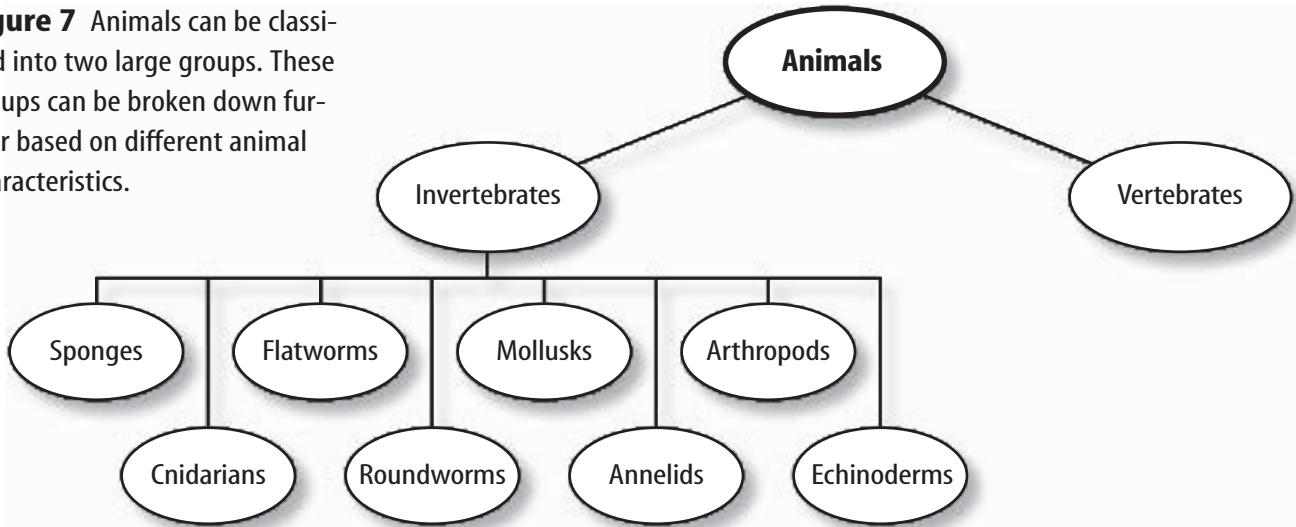 gure 7 Animals can be classi-
d into two large groups. These
ups can be broken down fur-
r based on different animal
aracteristics.
Animals
Invertebrates
Vertebrates
Sponges
Flatworms
Mollusks
Arthropods
Cnidarians
Roundworms
Annelids
Echinoderms